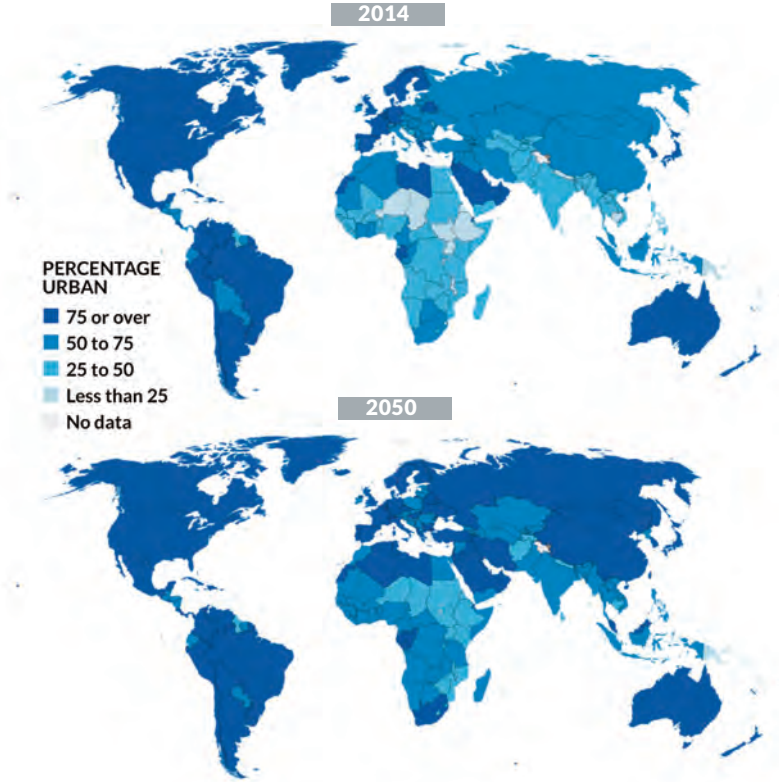 2014
PERCENTAGE
URBAN
75 or over
50 to 75
25 to 50
Less than 25
No data
2050